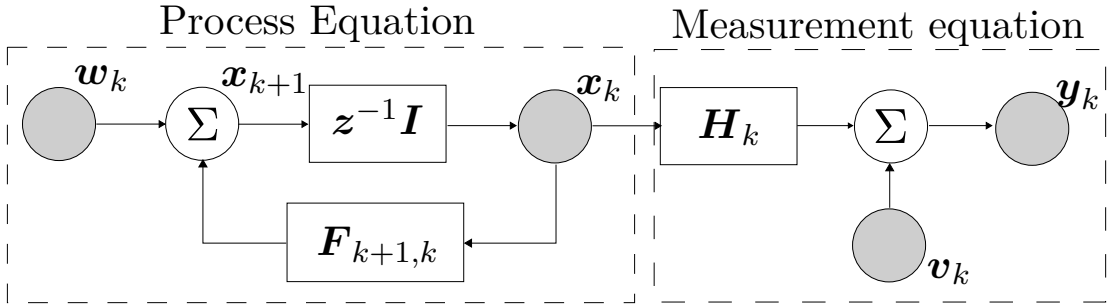 Process Equation
Measurement equation
w_k
x_{k+1}
x_k
y_k
Σ
z^{-1}I
H_k
Σ
F_{k+1,k}
v_k